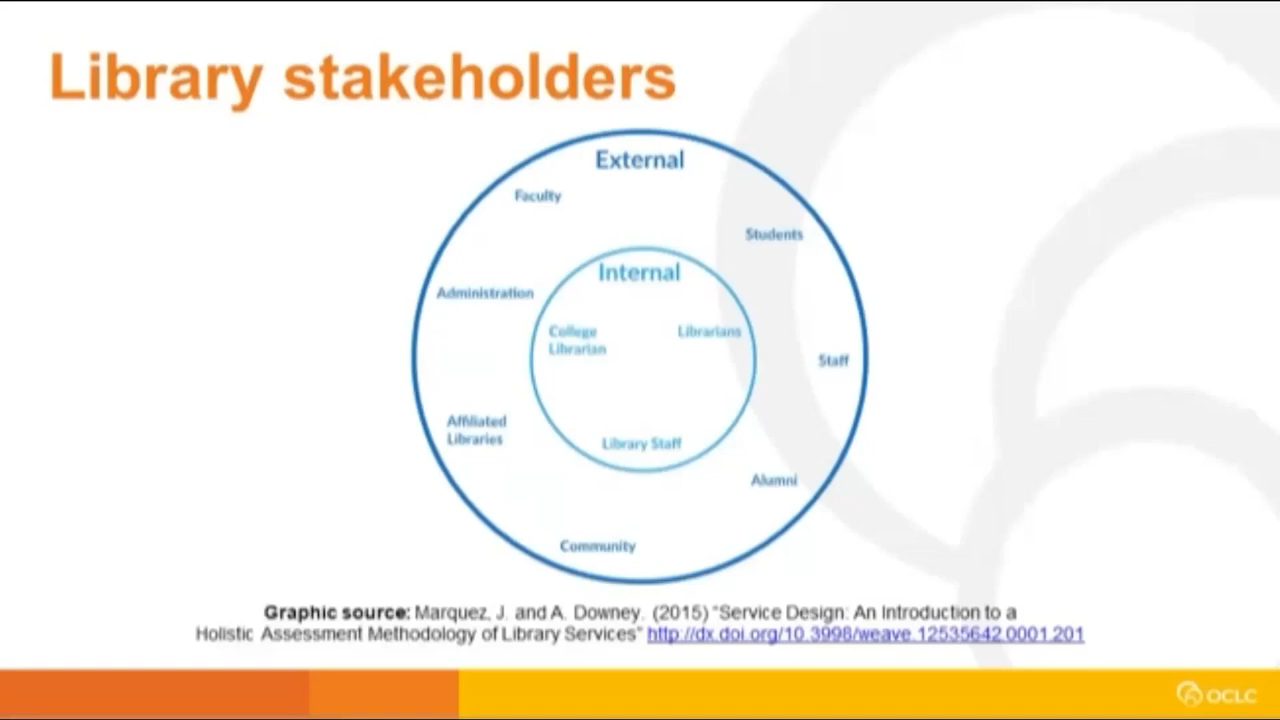 Library stakeholders
External
Faculty
Students
Internal
Administration
College
Librarian
Librarians
Staff
Affiliated
Libraries
Library Staff
Alumni
Community
Graphic source: Marquez, J. and A. Downey. (2015) "Service Design: An Introduction to a
Holistic Assessment Methodology of Library Services" http://dx.doi.org/10.3998/weave.12535642.0001.201
OCLC